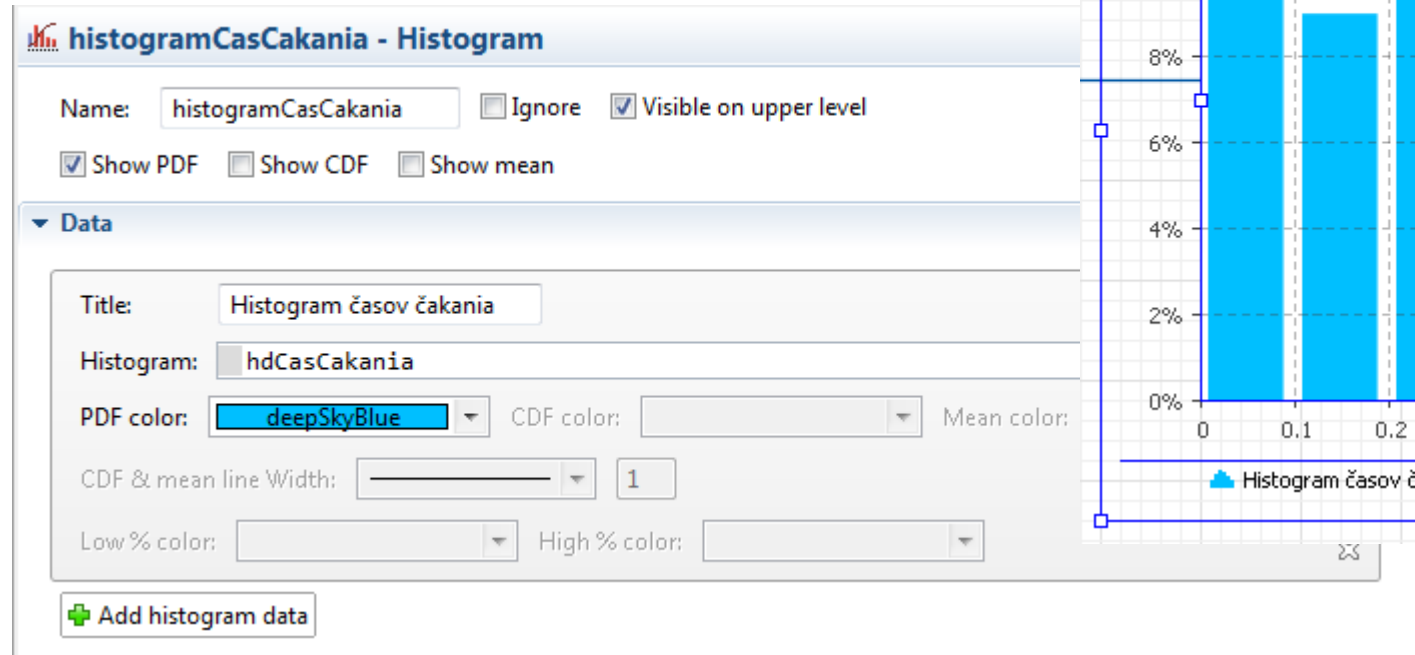 histogramCasCakania - Histogram
Name: histogramCasCakania Ignore Visible on upper level
Show PDF Show CDF Show mean
Data
Title: Histogram časov čakania
Histogram: hdCasCakania
PDF color: deepSkyBlue CDF color: Mean color:
CDF & mean line Width: 1
Low % color: High % color:
Add histogram data
8%
6%
4%
2%
0%
0 0.1 0.2
Histogram časov